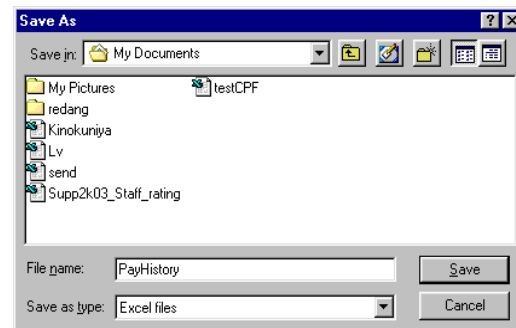 Save As
Save in: My Documents
My Pictures
testCPF
redang
Kinokuniya
Lv
send
Supp2k03_Staff_rating
File name: PayHistory
Save
Save as type: Excel files
Cancel